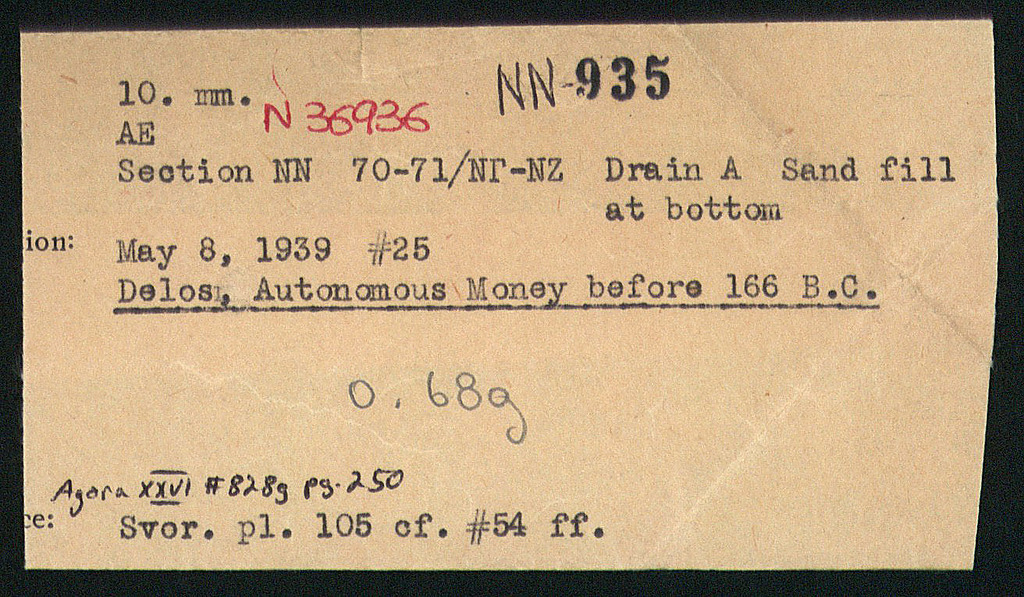 NN-935
10. mm. N 36936
AE
Section NN 70-71/ΝΓ-NZ Drain A Sand fill
at bottom
ion: May 8, 1939 #25
Delos, Autonomous Money before 166 B.C.
0.68g
Agora XXVI #828g pg. 250
ce: Svor. pl. 105 cf. #54 ff.